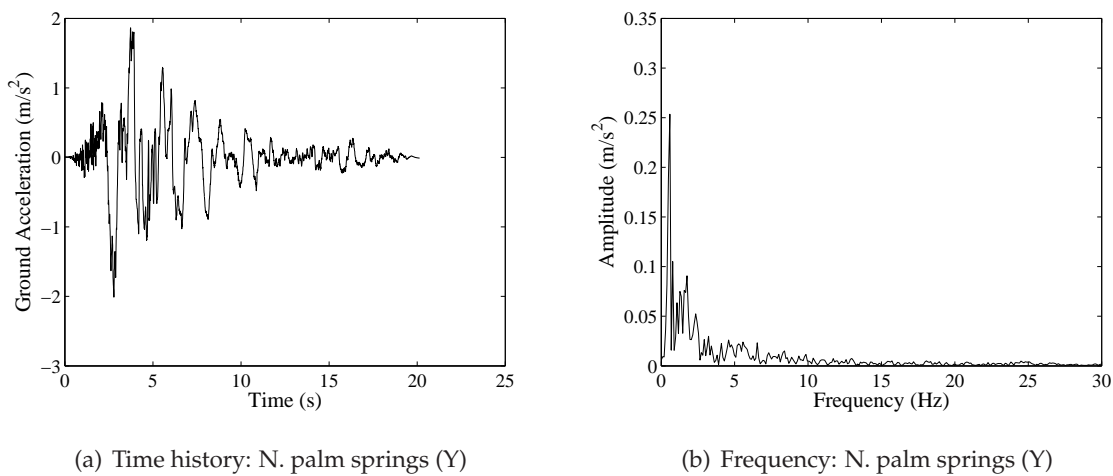 2
1
0
−1
−2
−3
Ground Acceleration (m/s²)
0 5 10 15 20 25
Time (s)
(a) Time history: N. palm springs (Y)
0.35
0.3
0.25
0.2
0.15
0.1
0.05
0
Amplitude (m/s²)
0 5 10 15 20 25 30
Frequency (Hz)
(b) Frequency: N. palm springs (Y)